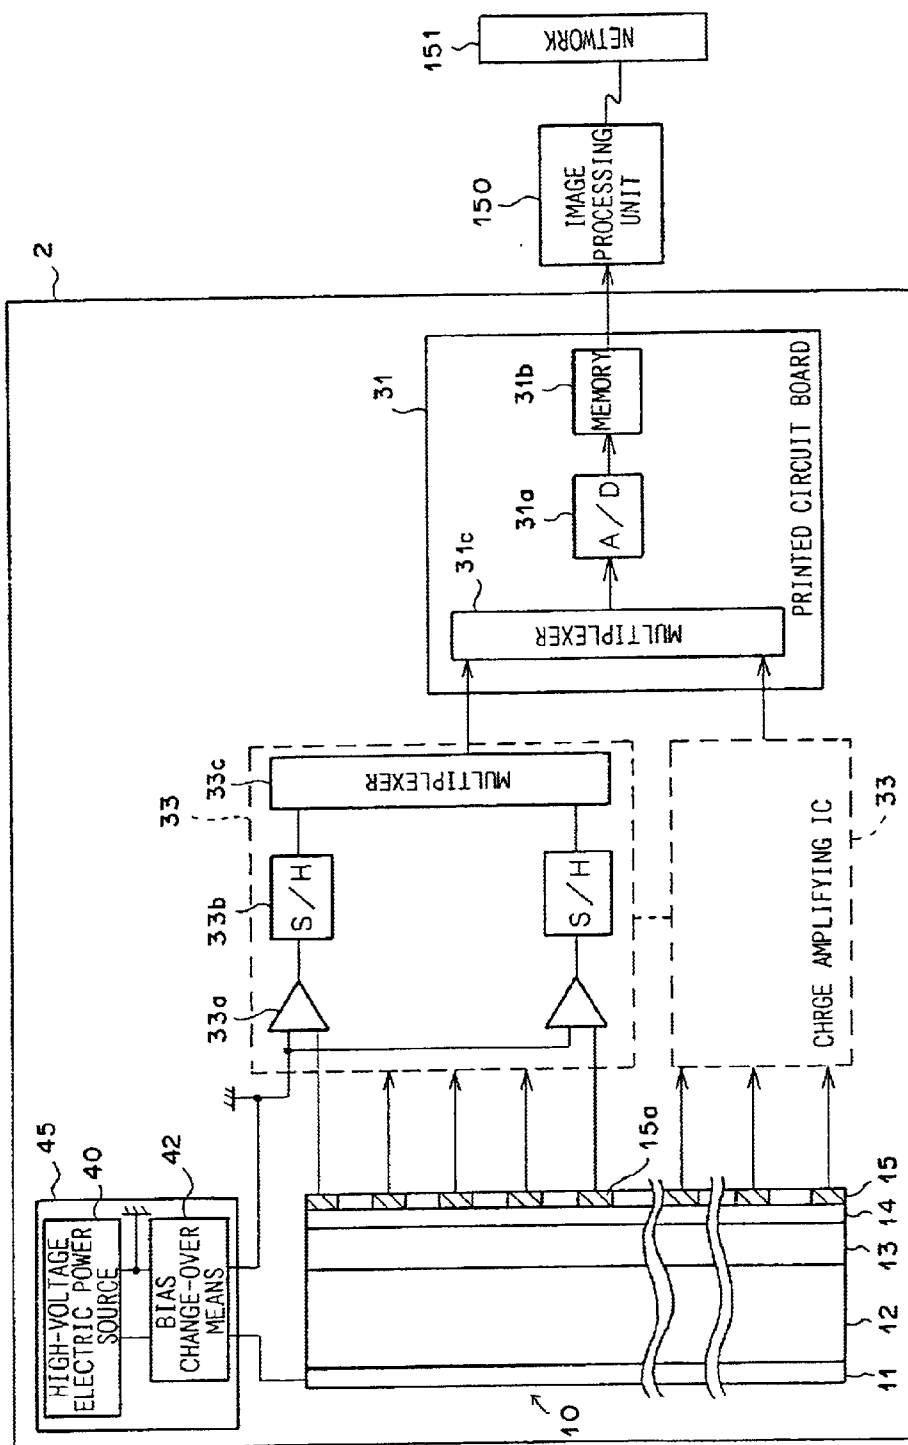 2
45
40
HIGH-VOLTAGE
ELECTRIC POWER
SOURCE
42
BIAS
CHANGE-OVER
MEANS
33
33a
33b
S/H
33c
MULTIPLEXER
S/H
31
31c
MULTIPLEXER
31a
A/D
31b
MEMORY
PRINTED CIRCUIT BOARD
150
IMAGE
PROCESSING
UNIT
151
NETWORK
10
11
12
13
14
15
15a
CHRGE AMPLIFYING IC
33